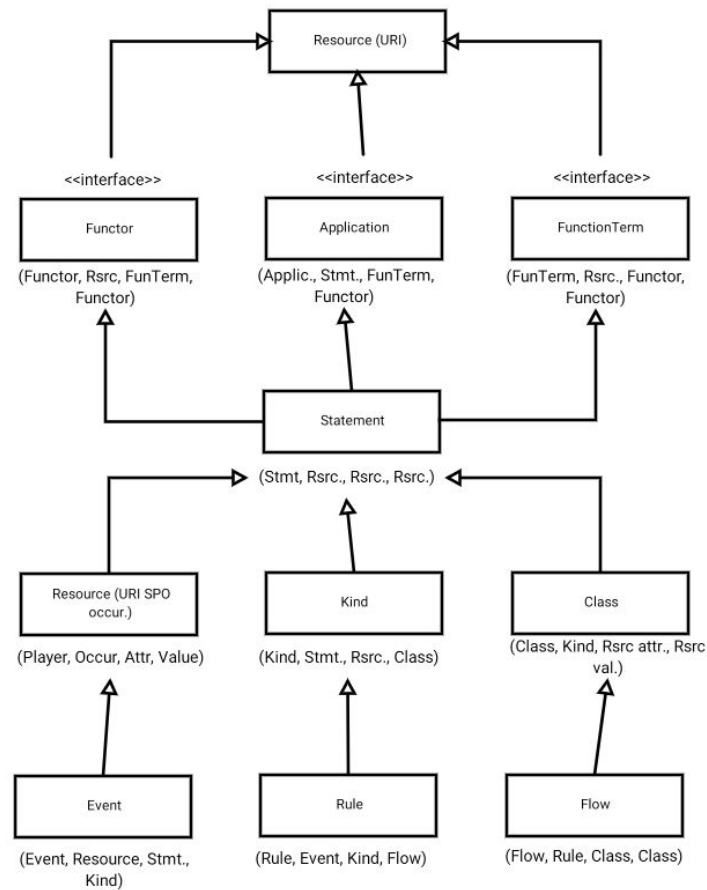 Resource (URI)
<<interface>>
<<interface>>
<<interface>>
Functor
Application
FunctionTerm
(Functor, Rsrc, FunTerm,
Functor)
(Applic., Stmt., FunTerm,
Functor)
(FunTerm, Rsrc., Functor,
Functor)
Statement
(Stmt, Rsrc., Rsrc., Rsrc.)
Resource (URI SPO
occur.)
Kind
Class
(Player, Occur, Attr, Value)
(Kind, Stmt., Rsrc., Class)
(Class, Kind, Rsrc attr., Rsrc
val.)
Event
Rule
Flow
(Event, Resource, Stmt.,
Kind)
(Rule, Event, Kind, Flow)
(Flow, Rule, Class, Class)